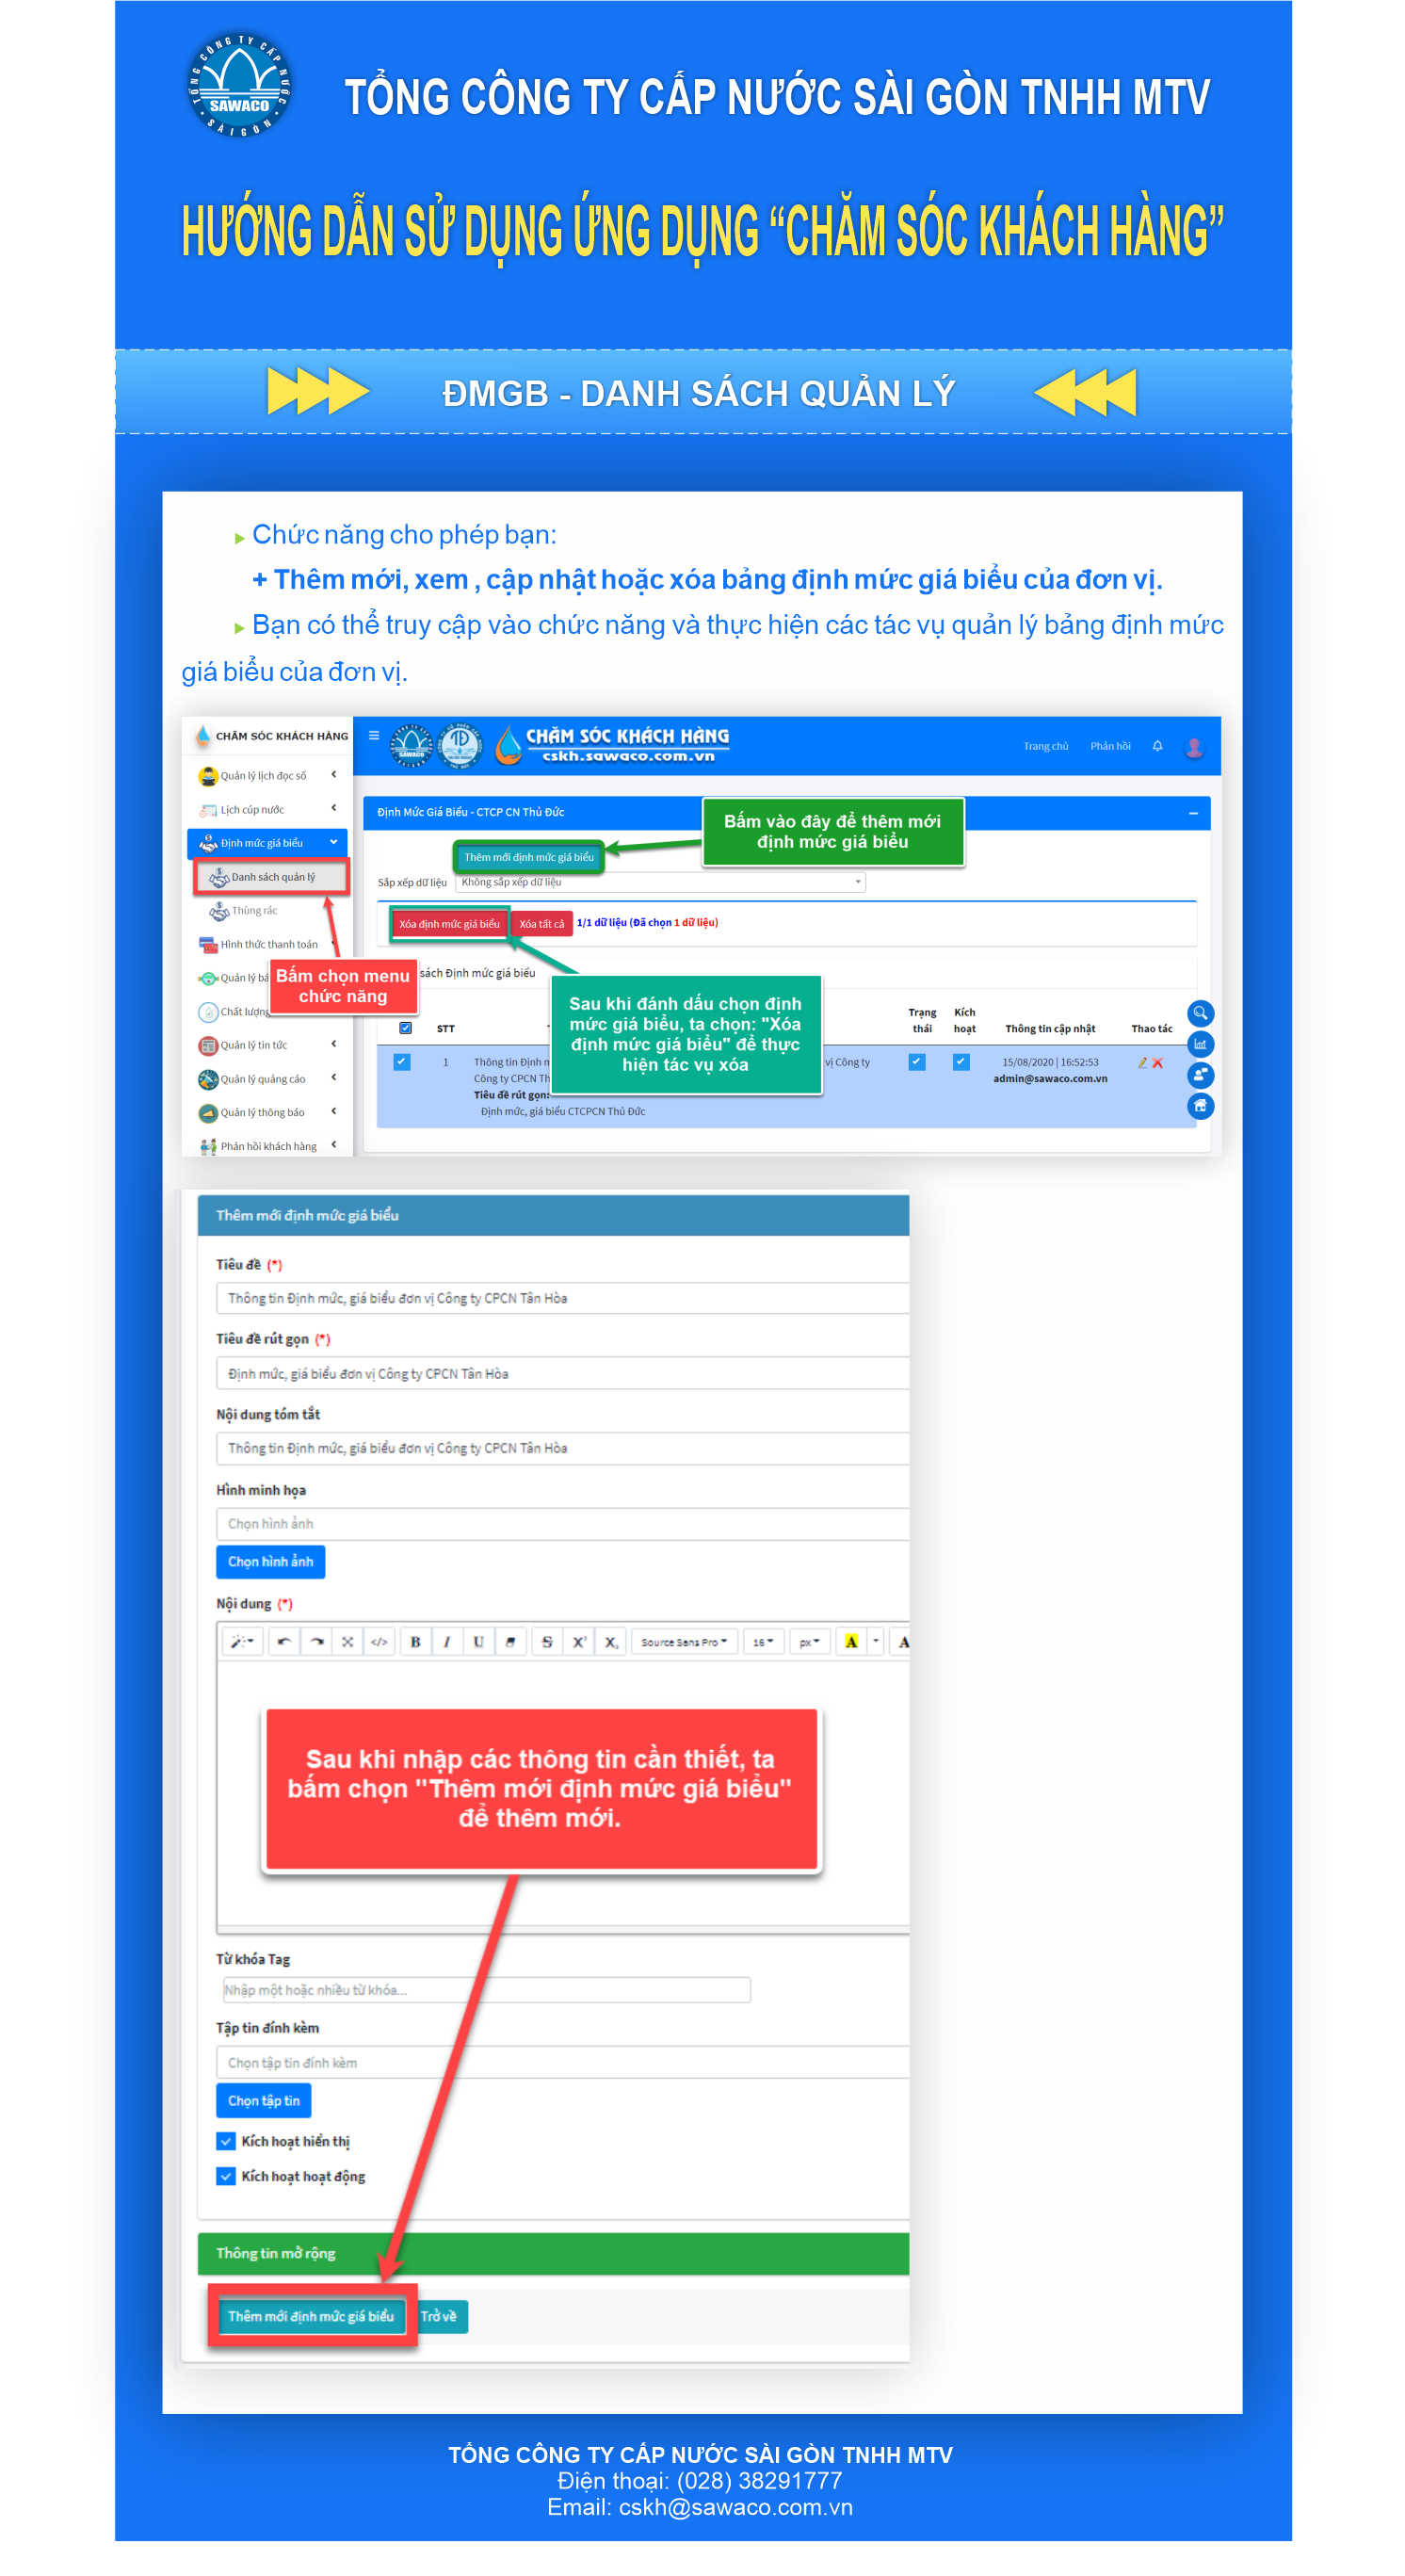 TỔNG CÔNG TY CẤP NƯỚC
SAWACO
SÀI GÒN
TỔNG CÔNG TY CẤP NƯỚC SÀI GÒN TNHH MTV
HƯỚNG DẪN SỬ DỤNG ỨNG DỤNG “CHĂM SÓC KHÁCH HÀNG”
ĐMGB - DANH SÁCH QUẢN LÝ
Chức năng cho phép bạn:
+ Thêm mới, xem , cập nhật hoặc xóa bảng định mức giá biểu của đơn vị.
Bạn có thể truy cập vào chức năng và thực hiện các tác vụ quản lý bảng định mức
giá biểu của đơn vị.
CHĂM SÓC KHÁCH HÀNG
SAWACO
CHĂM SÓC KHÁCH HÀNG
cskh.sawaco.com.vn
Trang chủ Phản hồi
Quản lý lịch đọc số
Lịch cúp nước
Định mức giá biểu
Danh sách quản lý
Thùng rác
Hình thức thanh toán
Quản lý bá
Chất lượng
Quản lý tin tức
Quản lý quảng cáo
Quản lý thông báo
Phản hồi khách hàng
Bấm chọn menu
chức năng
Định Mức Giá Biểu - CTCP CN Thủ Đức
Bấm vào đây để thêm mới
định mức giá biểu
Thêm mới định mức giá biểu
Sắp xếp dữ liệu Không sắp xếp dữ liệu
Xóa định mức giá biểu Xóa tất cả 1/1 dữ liệu (Đã chọn 1 dữ liệu)
sách Định mức giá biểu
Sau khi đánh dấu chọn định
mức giá biểu, ta chọn: "Xóa
định mức giá biểu" để thực
hiện tác vụ xóa
STT Trạng thái Kích hoạt Thông tin cập nhật Thao tác
1 Thông tin Định m vị Công ty 15/08/2020 | 16:52:53
Công ty CPCN Th admin@sawaco.com.vn
Tiêu đề rút gọn:
Định mức, giá biểu CTCPCN Thủ Đức
Thêm mới định mức giá biểu
Tiêu đề (*)
Thông tin Định mức, giá biểu đơn vị Công ty CPCN Tân Hòa
Tiêu đề rút gọn (*)
Định mức, giá biểu đơn vị Công ty CPCN Tân Hòa
Nội dung tóm tắt
Thông tin Định mức, giá biểu đơn vị Công ty CPCN Tân Hòa
Hình minh họa
Chọn hình ảnh
Chọn hình ảnh
Nội dung (*)
</> B I U S X² X₂ Source Sans Pro 16 px A A
Sau khi nhập các thông tin cần thiết, ta
bấm chọn "Thêm mới định mức giá biểu"
để thêm mới.
Từ khóa Tag
Nhập một hoặc nhiều từ khóa...
Tập tin đính kèm
Chọn tập tin đính kèm
Chọn tập tin
Kích hoạt hiển thị
Kích hoạt hoạt động
Thông tin mở rộng
Thêm mới định mức giá biểu Trở về
TỔNG CÔNG TY CẤP NƯỚC SÀI GÒN TNHH MTV
Điện thoại: (028) 38291777
Email: cskh@sawaco.com.vn